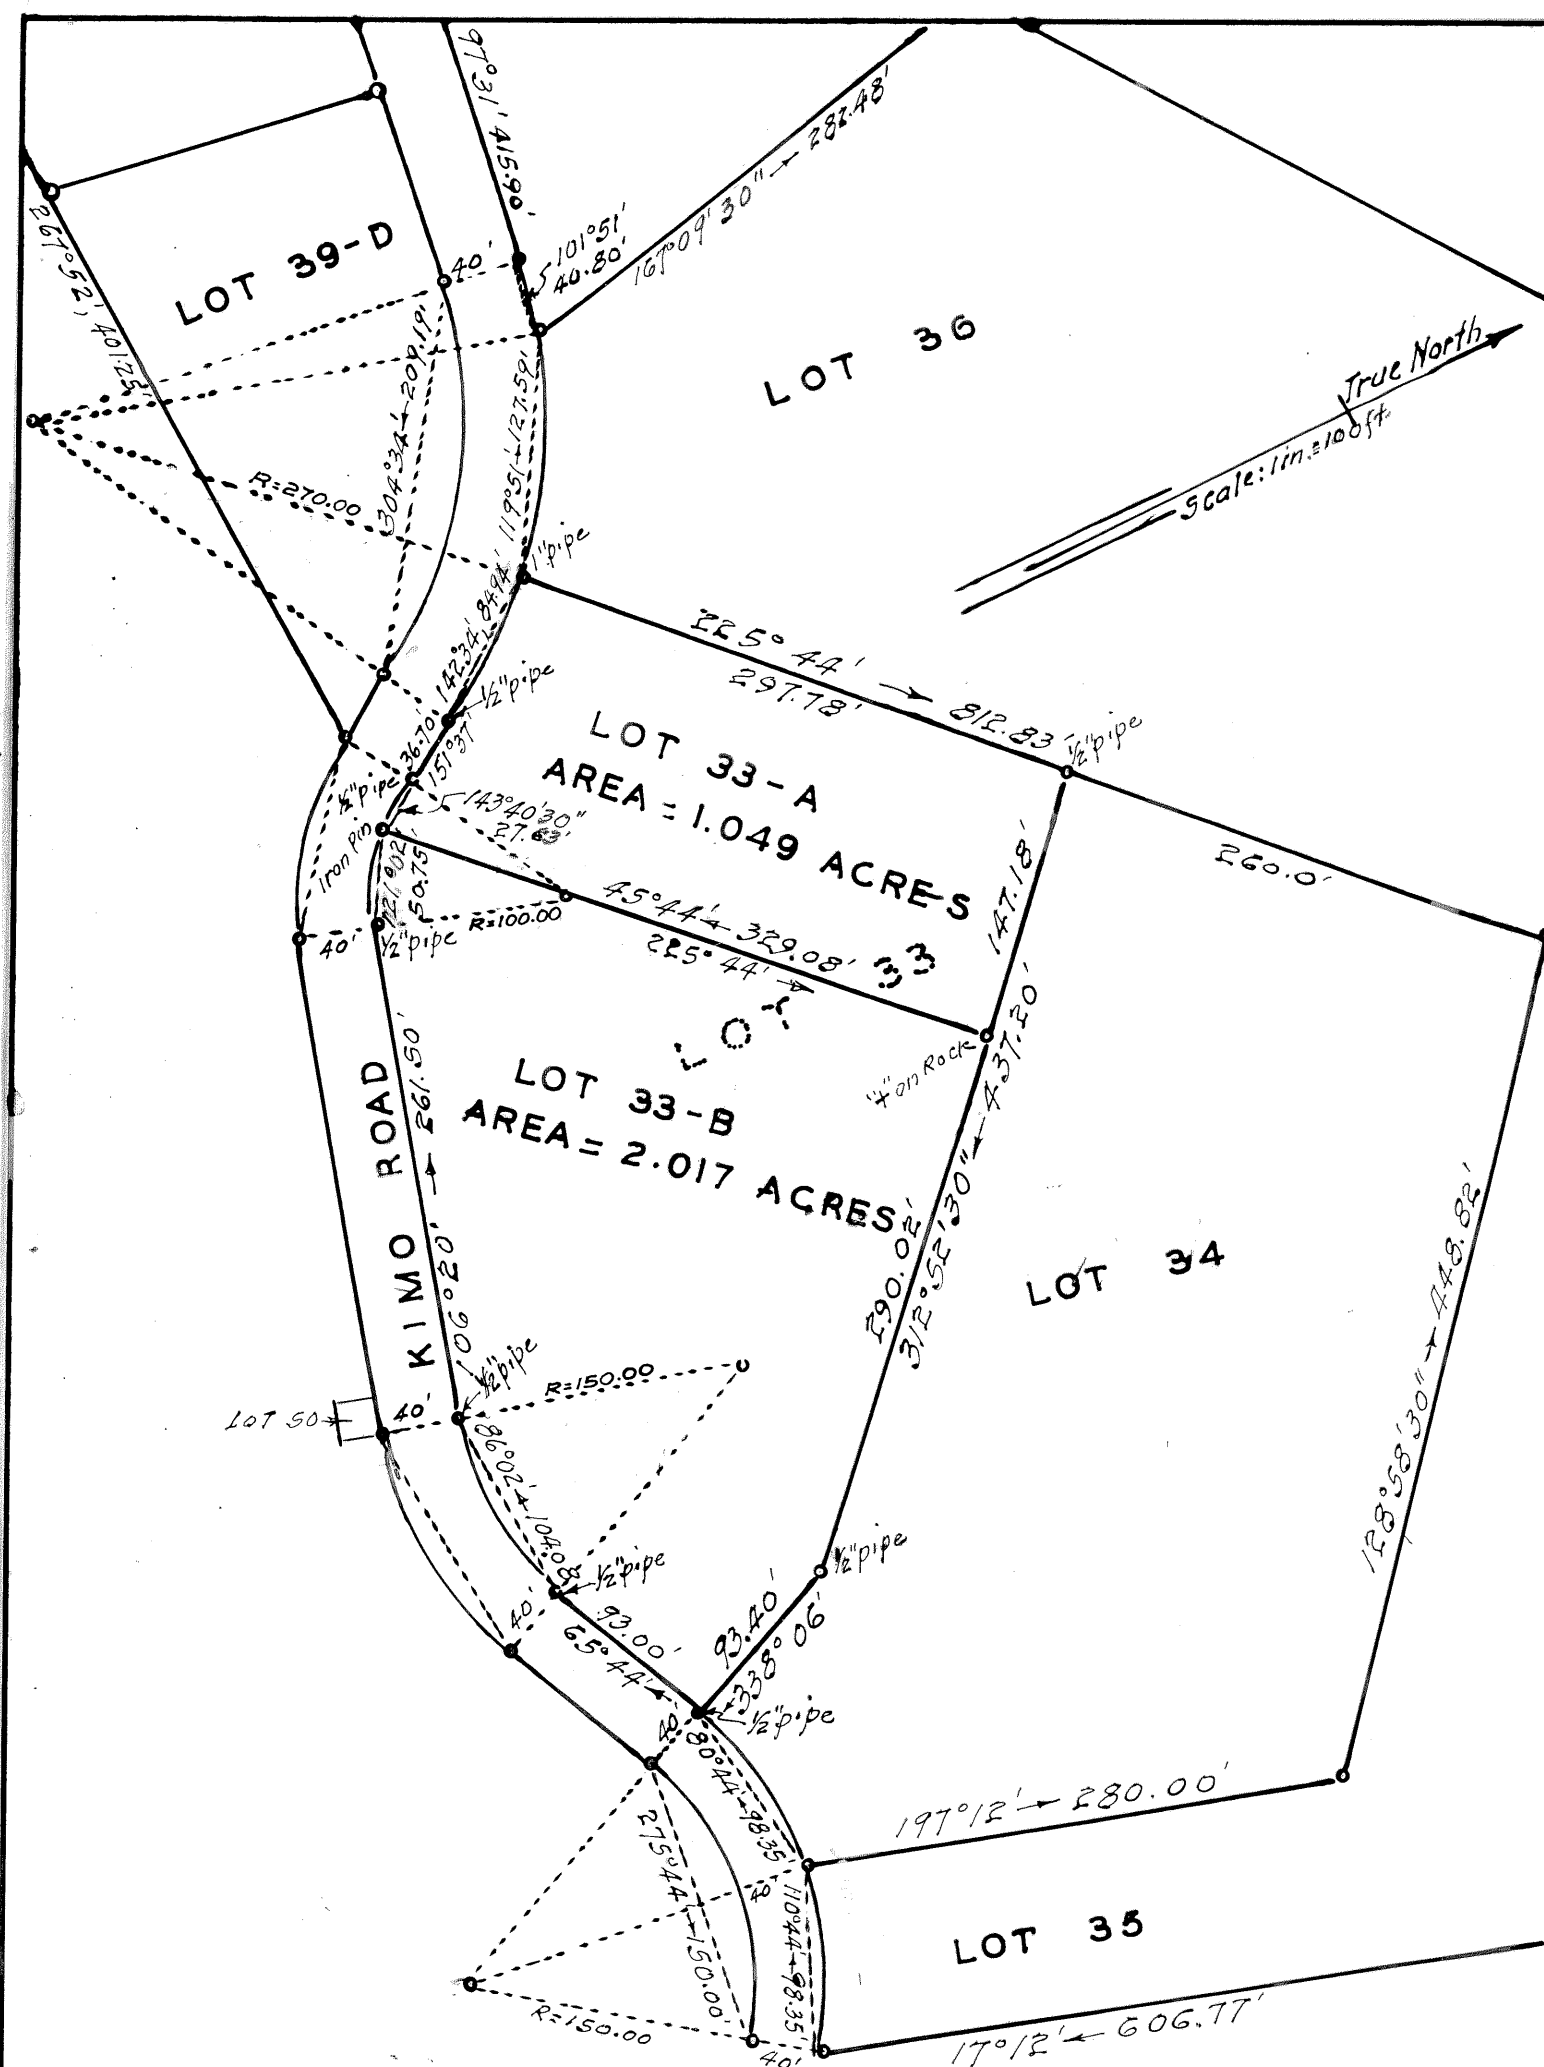 97°31' 415.90'
LOT 39-D
267°52', 401.25'
40'
101°51'
40.80'
167°09'30" 282.48'
LOT 36
True North
Scale: 1in.=100ft.
304°34' 209.19'
119°51' 127.59'
R=270.00
1" pipe
142°34' 84.94'
1/2" pipe
225°44' 812.83'
297.78'
1/2" pipe
260.0'
LOT 33-A
AREA = 1.049 ACRES
36.70'
151°37'
1/2" pipe
143°40'30"
27.63'
Iron Pin
121°02'
50.75'
40'
1/2" pipe
R=100.00
45°44' 329.08'
225°44'
147.18'
LOT 33
"+" on Rock
312°52'30" 437.20'
290.02'
LOT 33-B
AREA = 2.017 ACRES
KIMO ROAD
106°20' 261.50'
LOT 34
128°58'30" 448.82'
1/2" pipe
R=150.00
LOT 50
40'
86°02' 104.08'
1/2" pipe
40'
93.00'
65°44'
1/2" pipe
93.40'
338°06'
1/2" pipe
40'
80°44' 98.35'
197°12' 280.00'
275°44' 150.00'
40'
110°44' 98.35'
LOT 35
R=150.00
40'
17°12' 606.77'